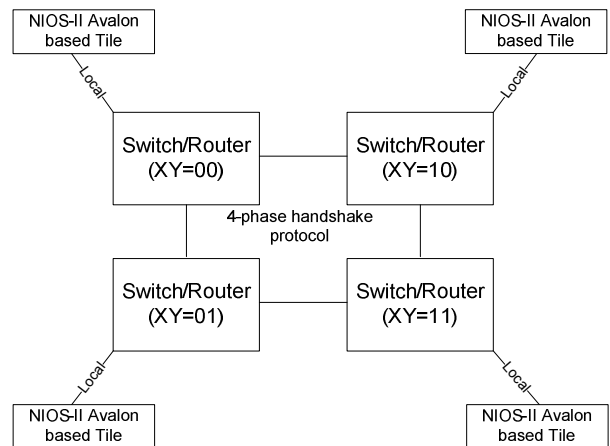 NIOS-II Avalon
based Tile
NIOS-II Avalon
based Tile
Local
Local
Switch/Router
(XY=00)
Switch/Router
(XY=10)
4-phase handshake
protocol
Switch/Router
(XY=01)
Switch/Router
(XY=11)
Local
Local
NIOS-II Avalon
based Tile
NIOS-II Avalon
based Tile